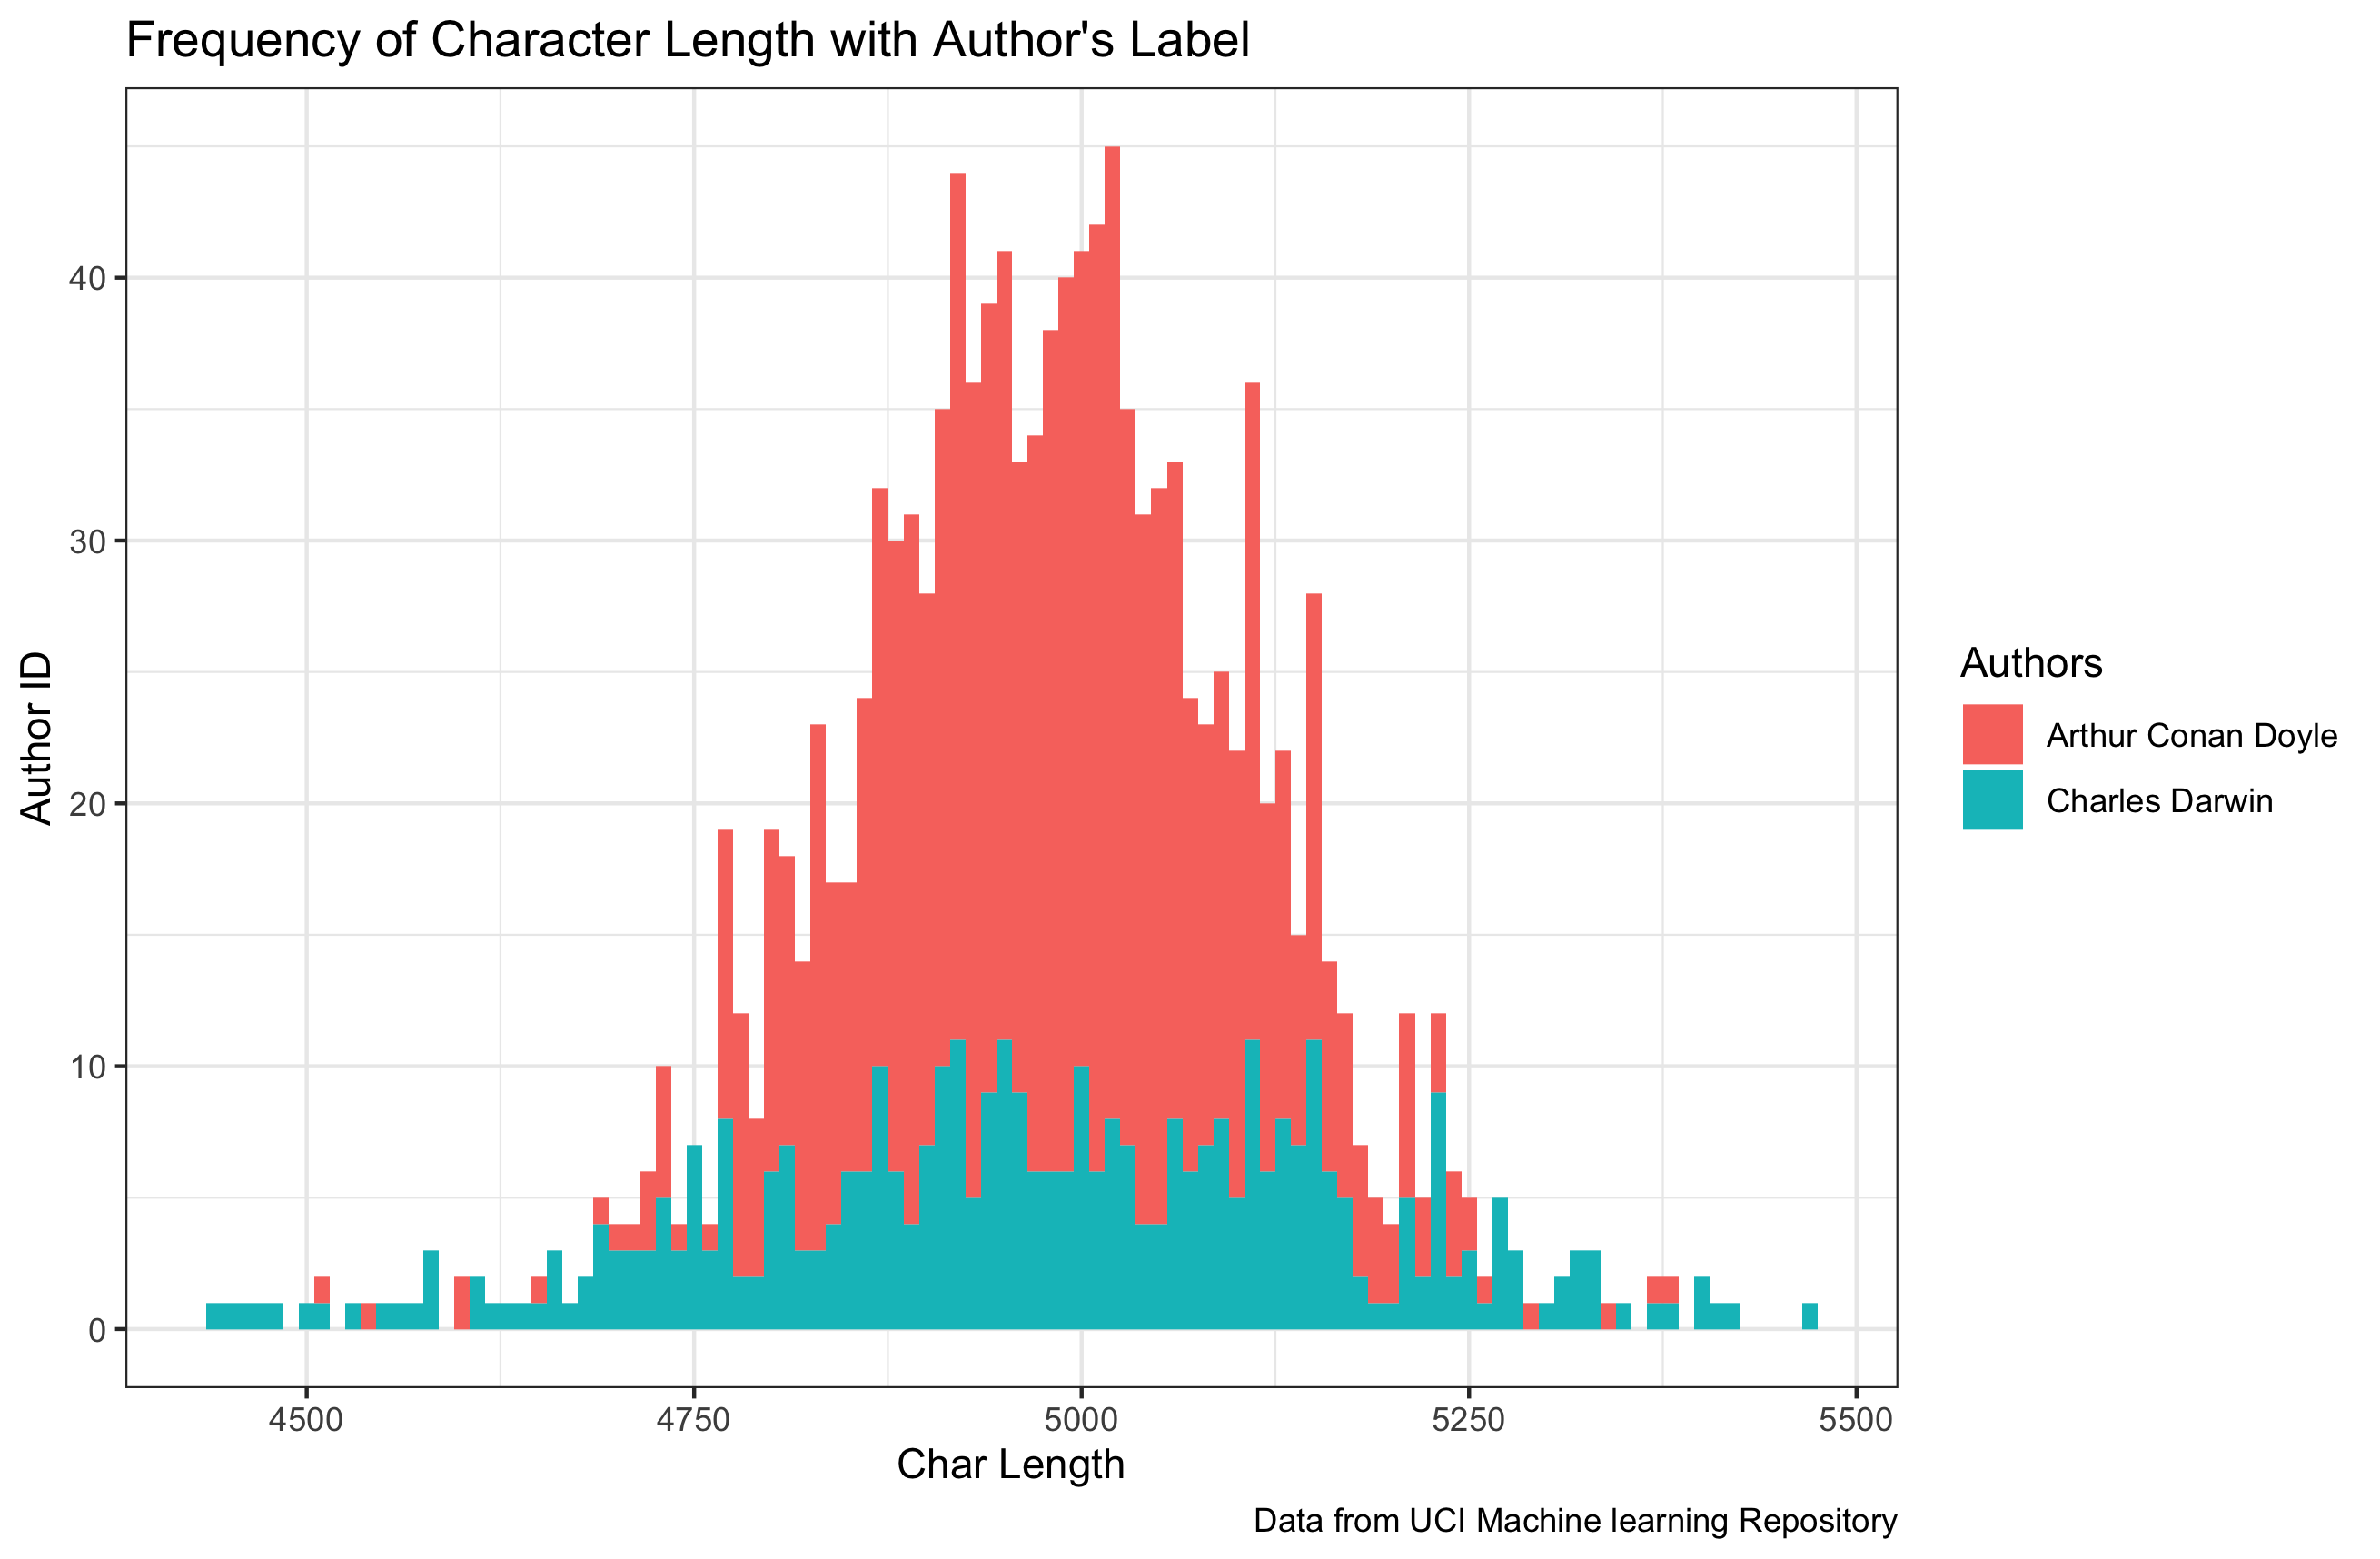 Frequency of Character Length with Author's Label
Author ID
40
30
20
10
0
4500 4750 5000 5250 5500
Char Length
Authors
Arthur Conan Doyle
Charles Darwin
Data from UCI Machine learning Repository